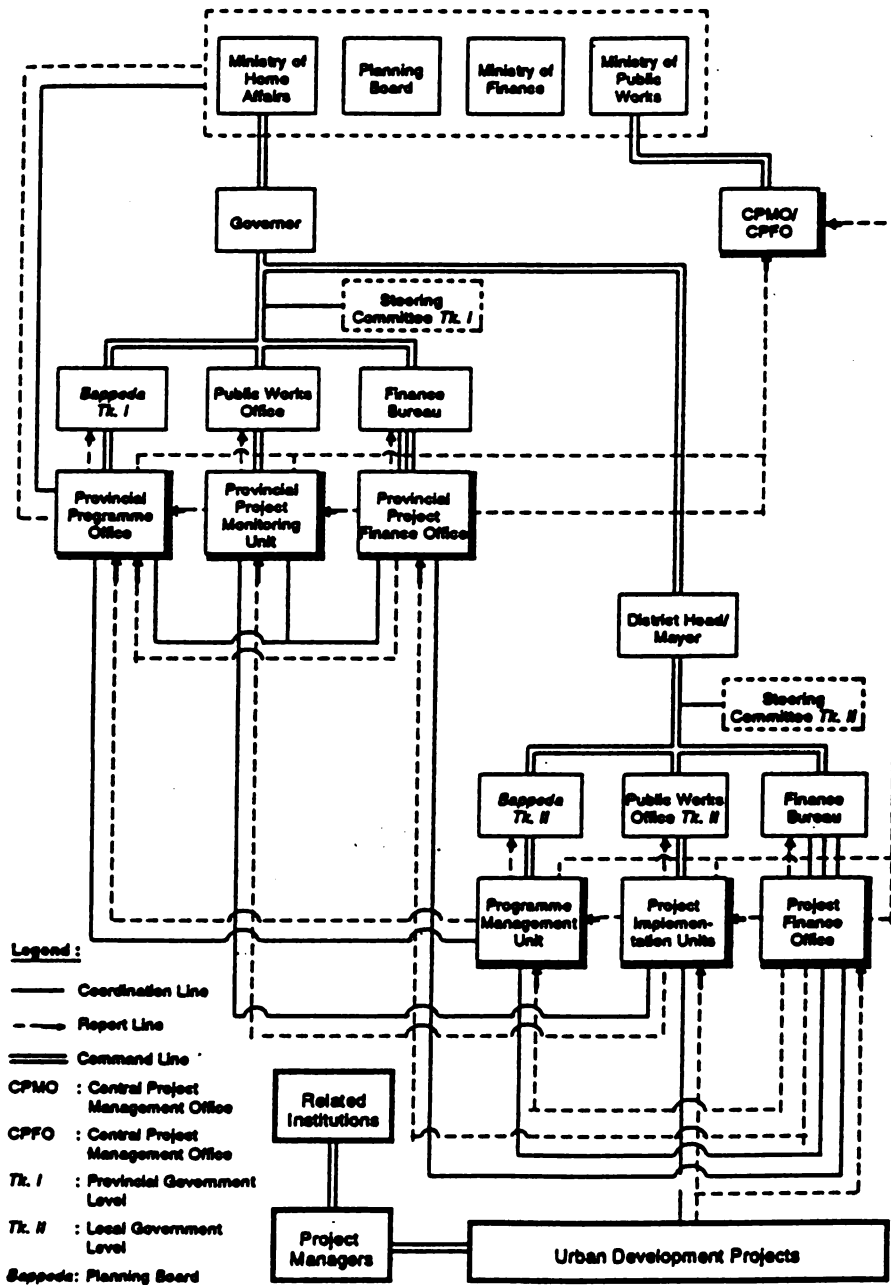 Ministry of
Home
Affairs
Planning
Board
Ministry of
Finance
Ministry of
Public
Works
Governer
CPMO/
CPFO
Steering
Committee Tk. I
Bappeda
Tk. I
Public Works
Office
Finance
Bureau
Provincial
Programme
Office
Provincial
Project
Monitoring
Unit
Provincial
Project
Finance Office
District Head/
Mayer
Steering
Committee Tk. II
Bappeda
Tk. II
Public Works
Office Tk. II
Finance
Bureau
Programme
Management
Unit
Project
Implemen-
tation Units
Project
Finance
Office
Legend :
Coordination Line
Report Line
Command Line
CPMO : Central Project
Management Office
CPFO : Central Project
Management Office
Tk. I : Provincial Government
Level
Tk. II : Local Government
Level
Bappeda: Planning Board
Related
Institutions
Project
Managers
Urban Development Projects